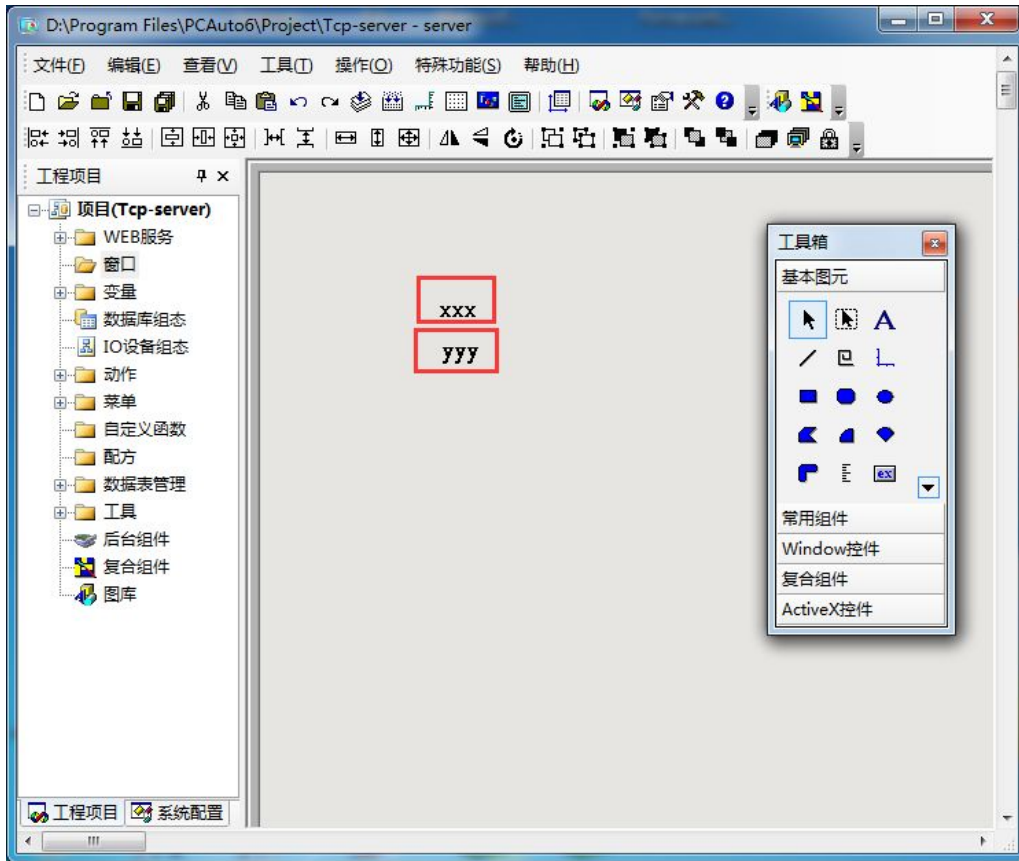 D:\Program Files\PCAuto6\Project\Tcp-server - server
文件(F) 编辑(E) 查看(V) 工具(T) 操作(O) 特殊功能(S) 帮助(H)
工程项目
项目(Tcp-server)
WEB服务
窗口
变量
数据库组态
IO设备组态
动作
菜单
自定义函数
配方
数据表管理
工具
后台组件
复合组件
图库
工程项目 系统配置
xxx
yyy
工具箱
基本图元
A
ex
常用组件
Window控件
复合组件
ActiveX控件